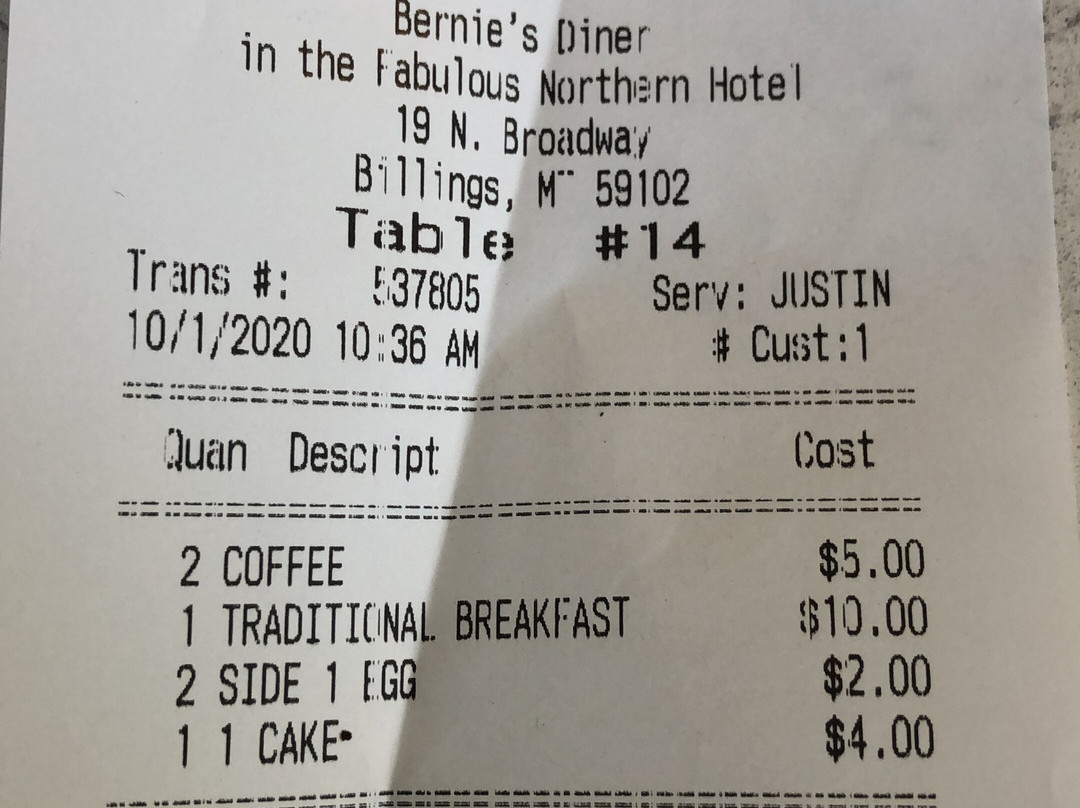 Bernie's Diner
in the Fabulous Northern Hotel
19 N. Broadway
Billings, MT 59102
Table #14
Trans #: 537805 Serv: JUSTIN
10/1/2020 10:36 AM # Cust:1
Quan Descript Cost
2 COFFEE $5.00
1 TRADITIONAL BREAKFAST $10.00
2 SIDE 1 EGG $2.00
1 1 CAKE- $4.00